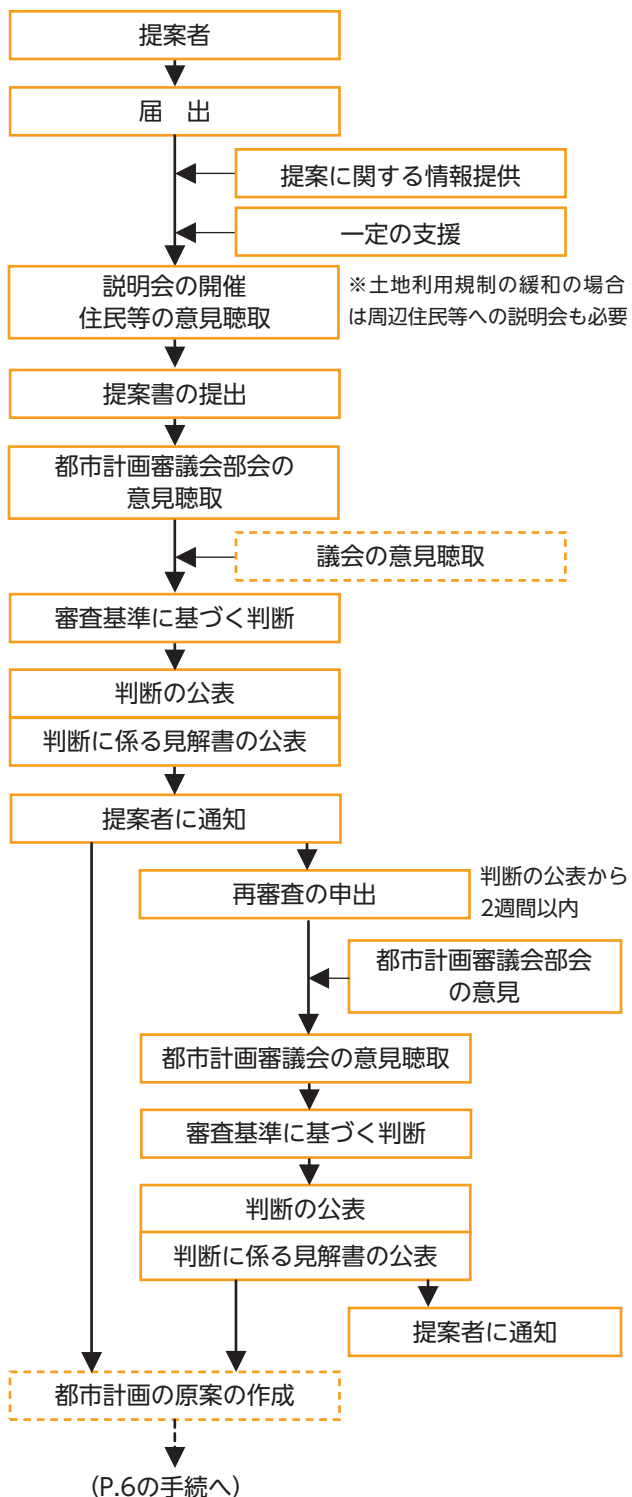 提案者
届　出
提案に関する情報提供
一定の支援
説明会の開催
住民等の意見聴取
※土地利用規制の緩和の場合
は周辺住民等への説明会も必要
提案書の提出
都市計画審議会部会の
意見聴取
議会の意見聴取
審査基準に基づく判断
判断の公表
判断に係る見解書の公表
提案者に通知
再審査の申出
判断の公表から
2週間以内
都市計画審議会部会
の意見
都市計画審議会の意見聴取
審査基準に基づく判断
判断の公表
判断に係る見解書の公表
提案者に通知
都市計画の原案の作成
(P.6の手続へ)